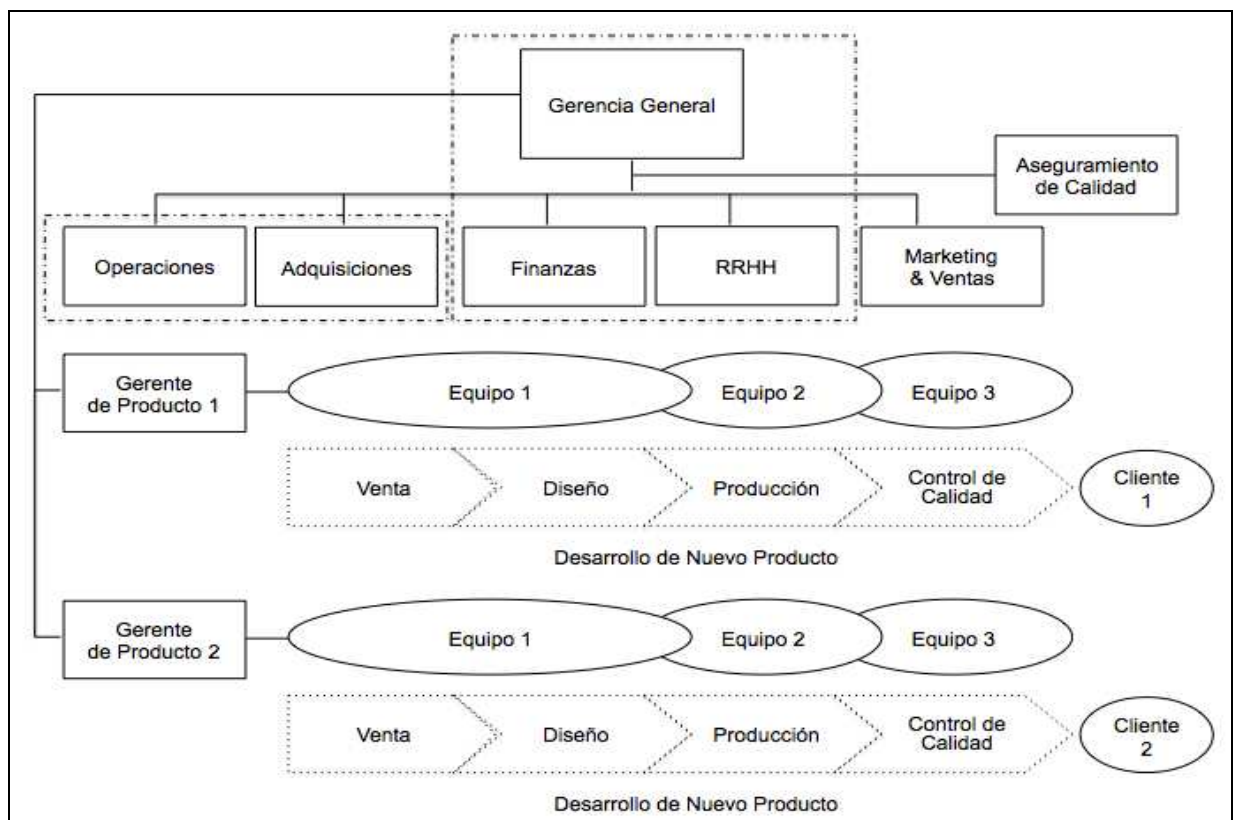 Gerencia General
Aseguramiento
de Calidad
Operaciones
Adquisiciones
Finanzas
RRHH
Marketing
& Ventas
Gerente
de Producto 1
Equipo 1
Equipo 2
Equipo 3
Venta
Diseño
Producción
Control de
Calidad
Cliente
1
Desarrollo de Nuevo Producto
Gerente
de Producto 2
Equipo 1
Equipo 2
Equipo 3
Venta
Diseño
Producción
Control de
Calidad
Cliente
2
Desarrollo de Nuevo Producto